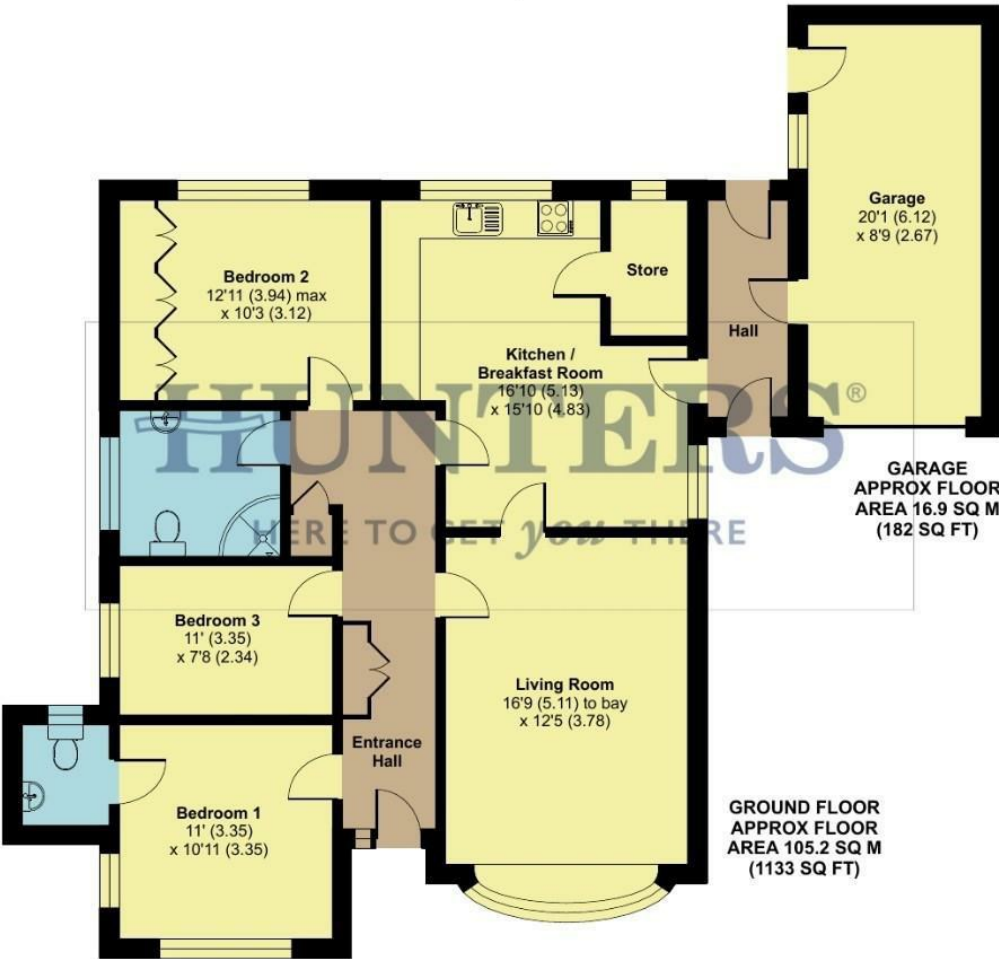 Garage
20'1 (6.12)
x 8'9 (2.67)
Bedroom 2
12'11 (3.94) max
x 10'3 (3.12)
Store
Hall
Kitchen /
Breakfast Room
16'10 (5.13)
x 15'10 (4.83)
HUNTERS®
HERE TO GET you THERE
GARAGE
APPROX FLOOR
AREA 16.9 SQ M
(182 SQ FT)
Bedroom 3
11' (3.35)
x 7'8 (2.34)
Living Room
16'9 (5.11) to bay
x 12'5 (3.78)
Entrance
Hall
Bedroom 1
11' (3.35)
x 10'11 (3.35)
GROUND FLOOR
APPROX FLOOR
AREA 105.2 SQ M
(1133 SQ FT)